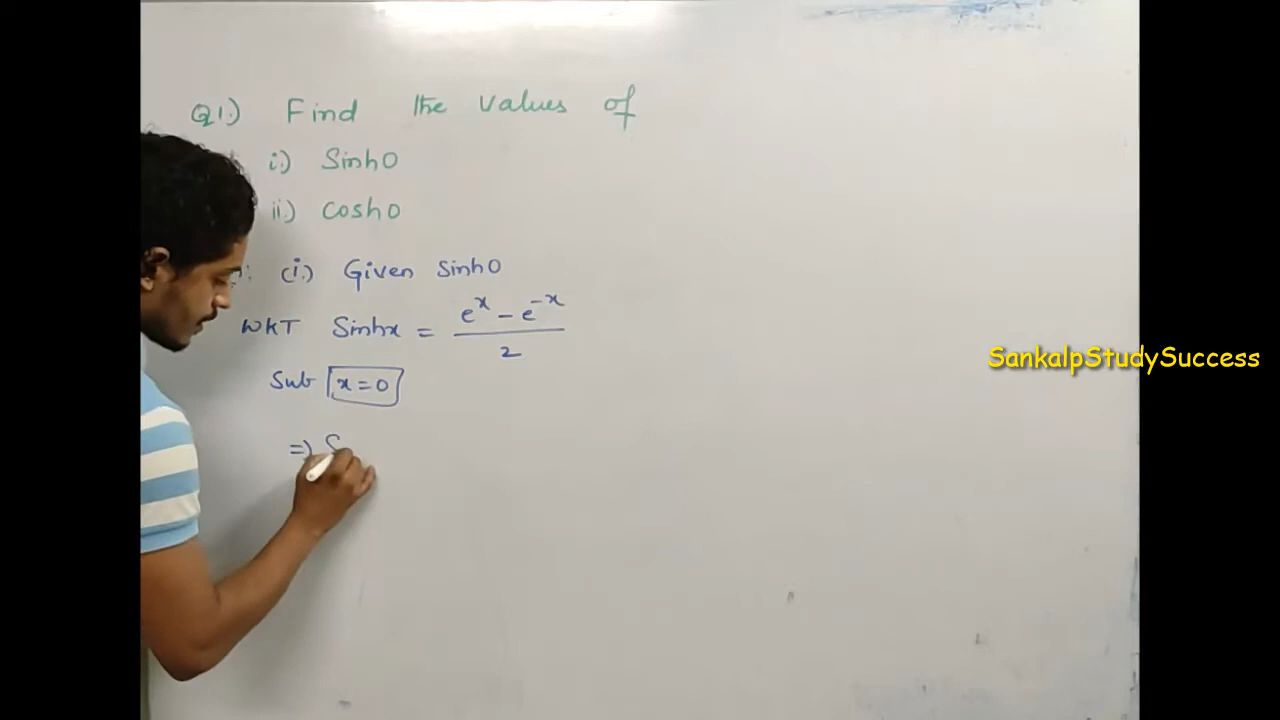 Q1.) Find the values of
i.) Sinh0
ii.) Cosh0
(i.) Given Sinh0
WKT Sinhx = e^x - e^-x / 2
Sub x = 0
=) S
SankalpStudySuccess